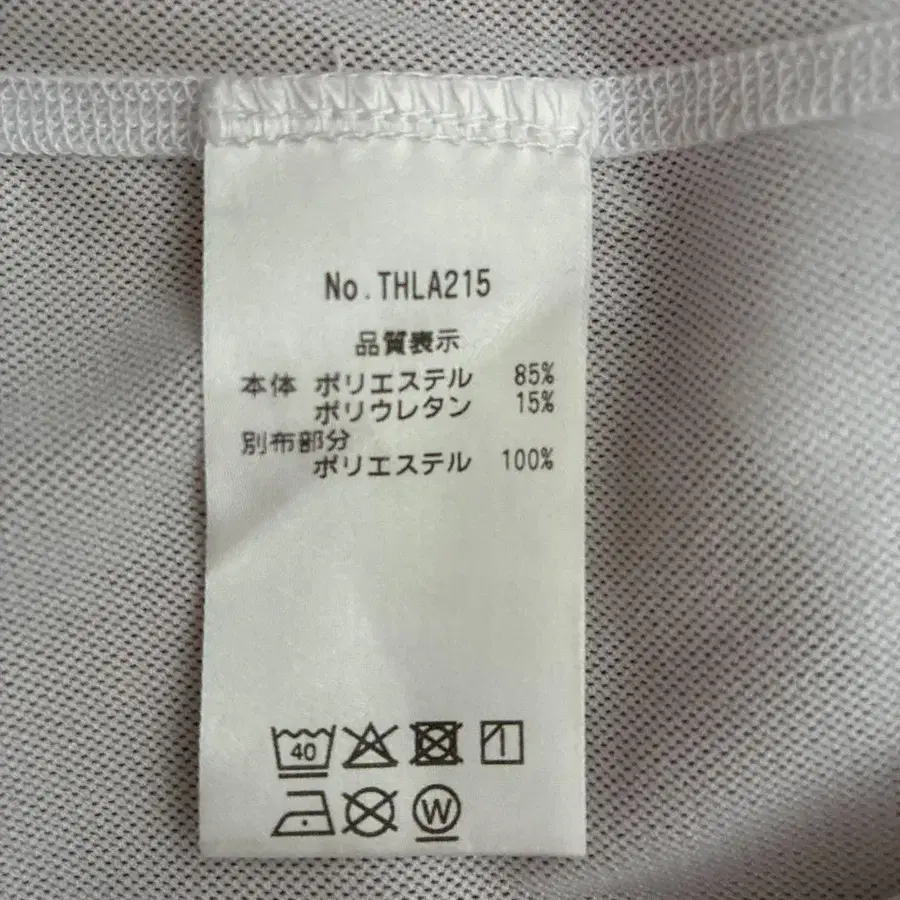 No.THLA215
品質表示
本体 ポリエステル 85%
ポリウレタン 15%
別布部分
ポリエステル 100%
40
W